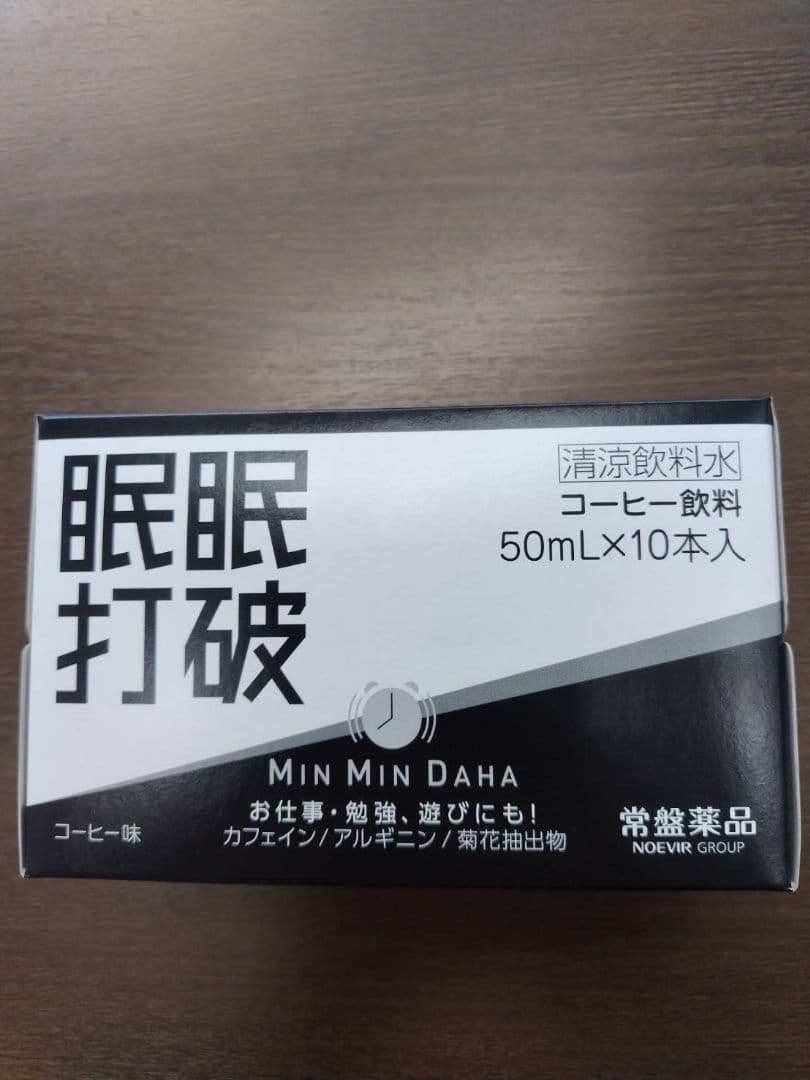 眠眠
打破
清涼飲料水
コーヒー飲料
50mL×10本入
MIN MIN DAHA
お仕事・勉強、遊びにも!
カフェイン/アルギニン/菊花抽出物
コーヒー味
常盤薬品
NOEVIR GROUP